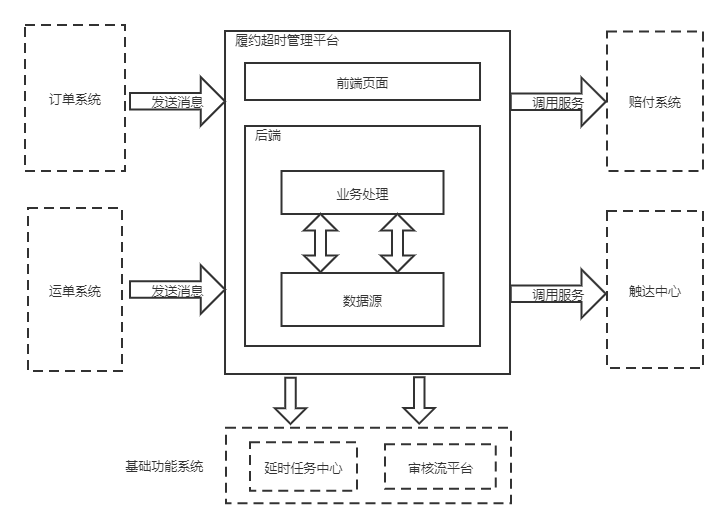 履约超时管理平台
前端页面
订单系统
发送消息
调用服务
赔付系统
后端
业务处理
运单系统
发送消息
数据源
调用服务
触达中心
基础功能系统
延时任务中心
审核流平台